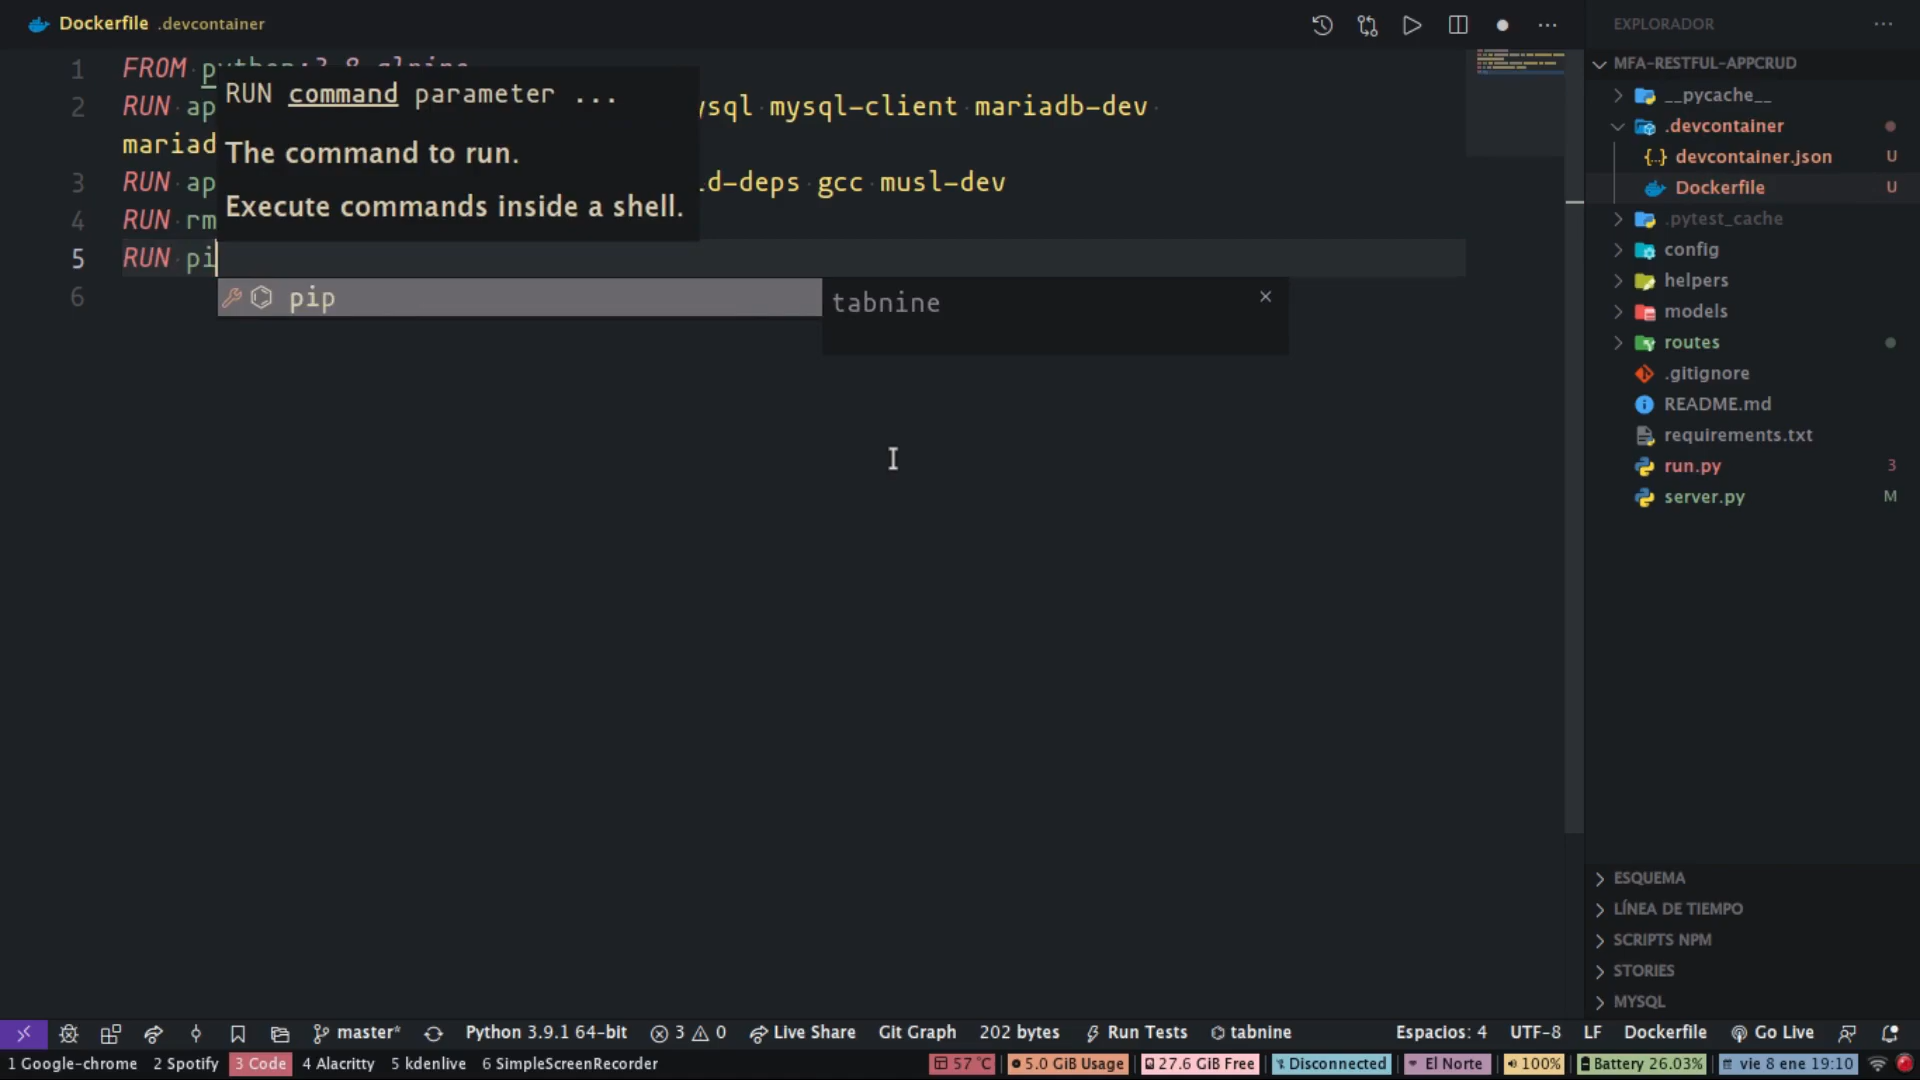 Dockerfile .devcontainer
EXPLORADOR
MFA-RESTFUL-APPCRUD
__pycache__
.devcontainer
devcontainer.json U
Dockerfile U
.pytest_cache
config
helpers
models
routes
.gitignore
README.md
requirements.txt
run.py 3
server.py M
ESQUEMA
LÍNEA DE TIEMPO
SCRIPTS NPM
STORIES
MYSQL
1 FROM
2 RUN ap ysql mysql-client mariadb-dev
mariad
3 RUN ap ld-deps gcc musl-dev
4 RUN rm
5 RUN pi
6
RUN command parameter ...
The command to run.
Execute commands inside a shell.
pip
tabnine
master* Python 3.9.1 64-bit 3 0 Live Share Git Graph 202 bytes Run Tests tabnine Espacios: 4 UTF-8 LF Dockerfile Go Live
1 Google-chrome 2 Spotify 3 Code 4 Alacritty 5 kdenlive 6 SimpleScreenRecorder 57 °C 5.0 GiB Usage 27.6 GiB Free Disconnected El Norte 100% Battery 26.03% vie 8 ene 19:10